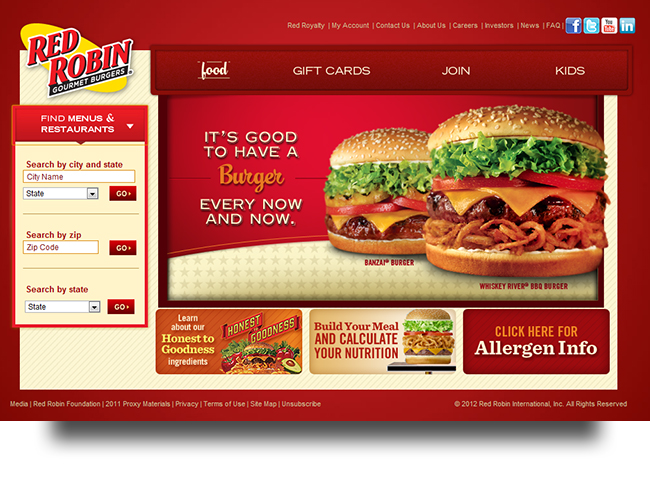 Red Royalty | My Account | Contact Us | About Us | Careers | Investors | News | FAQ |
You Tube
RED
ROBIN
GOURMET BURGERS
food
GIFT CARDS
JOIN
KIDS
FIND MENUS &
RESTAURANTS
Search by city and state
City Name
State
GO
Search by zip
Zip Code
GO
Search by state
State
GO
IT'S GOOD
TO HAVE A
Burger
EVERY NOW
AND NOW.
BANZAI® BURGER
WHISKEY RIVER® BBQ BURGER
Learn
about our
Honest to
Goodness
ingredients
HONEST
TO
GOODNESS
Build Your Meal
AND CALCULATE
YOUR NUTRITION
CLICK HERE FOR
Allergen Info
Media | Red Robin Foundation | 2011 Proxy Materials | Privacy | Terms of Use | Site Map | Unsubscribe
© 2012 Red Robin International, Inc. All Rights Reserved